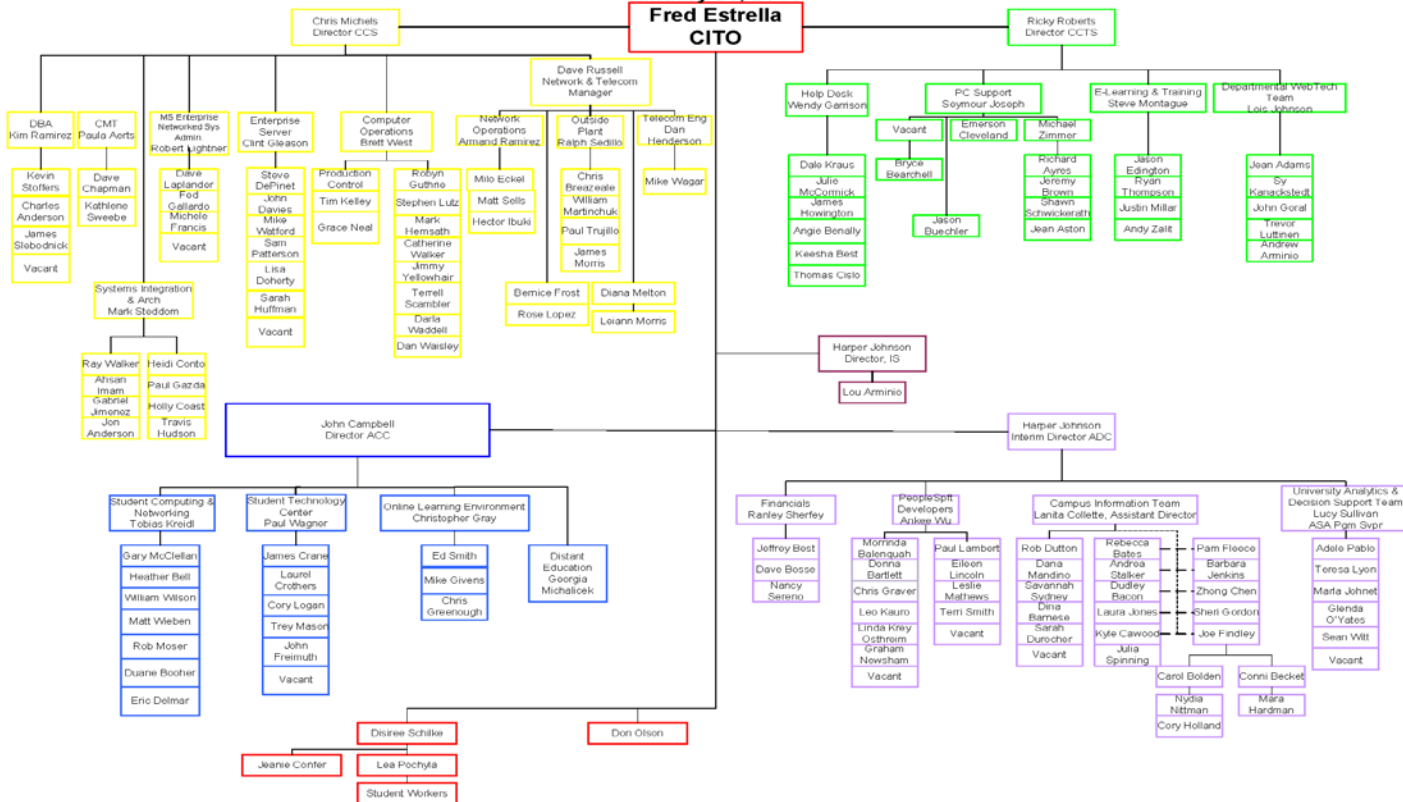 Fred Estrella
CITO
Chris Michels
Director CCS
Ricky Roberts
Director CCTS
Dave Russell
Network & Telecom
Manager
DBA
Kim Ramirez
CMT
Paula Aerts
MS Enterprise
Networked Sys
Admin
Robert Lightner
Enterprise
Server
Clint Gleason
Computer
Operations
Brett West
Network
Operations
Armand Ramirez
Outside
Plant
Ralph Sedillo
Telecom Eng
Dan
Henderson
Kevin
Stoffers
Charles
Anderson
James
Slebodnick
Vacant
Dave
Chapman
Kathlene
Sweebe
Dave
Laplander
Fod
Gallardo
Michele
Francis
Vacant
Steve
DePinet
John
Davies
Mike
Watford
Sam
Patterson
Lisa
Doherty
Sarah
Huffman
Vacant
Production
Control
Tim Kelley
Grace Neal
Robyn
Guthrie
Stephen Lutz
Mark
Hemsath
Catherine
Walker
Jimmy
Yellowhair
Terrell
Scambler
Darla
Waddell
Dan Waisley
Milo Eckel
Matt Sells
Hector Ibuki
Chris
Breazeale
William
Martinchuk
Paul Trujillo
James
Morris
Mike Wagar
Bernice Frost
Rose Lopez
Diana Melton
Leiann Morris
Systems Integration
& Arch
Mark Steddom
Ray Walker
Ahsan
Imam
Gabriel
Jimenez
Jon
Anderson
Heidi Conto
Paul Gazda
Holly Coast
Travis
Hudson
Help Desk
Wendy Garrison
PC Support
Seymour Joseph
E-Learning & Training
Steve Montague
Departmental WebTech
Team
Lois Johnson
Dale Kraus
Julie
McCormick
James
Howington
Angie Benally
Keesha Best
Thomas Cislo
Vacant
Bryce
Bearchell
Emerson
Cleveland
Jason
Buechler
Michael
Zimmer
Richard
Ayres
Jeremy
Brown
Shawn
Schwickerath
Jean Aston
Jason
Edington
Ryan
Thompson
Justin Millar
Andy Zalit
Jean Adams
Sy
Kanackstedt
John Goral
Trevor
Luttinen
Andrew
Arminio
Harper Johnson
Director, IS
Lou Arminio
John Campbell
Director ACC
Harper Johnson
Interim Director ADC
Student Computing &
Networking
Tobias Kreidl
Student Technology
Center
Paul Wagner
Online Learning Environment
Christopher Gray
Distant
Education
Georgia
Michalicek
Gary McClellan
Heather Bell
William Wilson
Matt Wieben
Rob Moser
Duane Booher
Eric Delmar
James Crane
Laurel
Crothers
Cory Logan
Trey Mason
John
Freimuth
Vacant
Ed Smith
Mike Givens
Chris
Greenough
Financials
Ranley Sherfey
PeopleSoft
Developers
Ankee Wu
Campus Information Team
Lanita Collette, Assistant Director
University Analytics &
Decision Support Team
Lucy Sullivan
ASA Pgm Svpr
Jeffrey Best
Dave Bosse
Nancy
Sereno
Morrinda
Balenquah
Donna
Bartlett
Chris Graver
Leo Kauro
Linda Krey
Osthreim
Graham
Newsham
Vacant
Paul Lambert
Eileen
Lincoln
Leslie
Mathews
Terri Smith
Vacant
Rob Dutton
Dana
Mandino
Savannah
Sydney
Dina
Barnese
Sarah
Durocher
Vacant
Rebecca
Bates
Andrea
Stalker
Dudley
Bacon
Laura Jones
Kyle Cawood
Julia
Spinning
Pam Fleece
Barbara
Jenkins
Zhong Chen
Sheri Gordon
Joe Findley
Carol Bolden
Nydia
Nittman
Cory Holland
Conni Becket
Mara
Hardman
Adele Pablo
Teresa Lyon
Marla Johnet
Glenda
O'Yates
Sean Witt
Vacant
Disiree Schilke
Don Olson
Jeanie Confer
Lea Pochyla
Student Workers